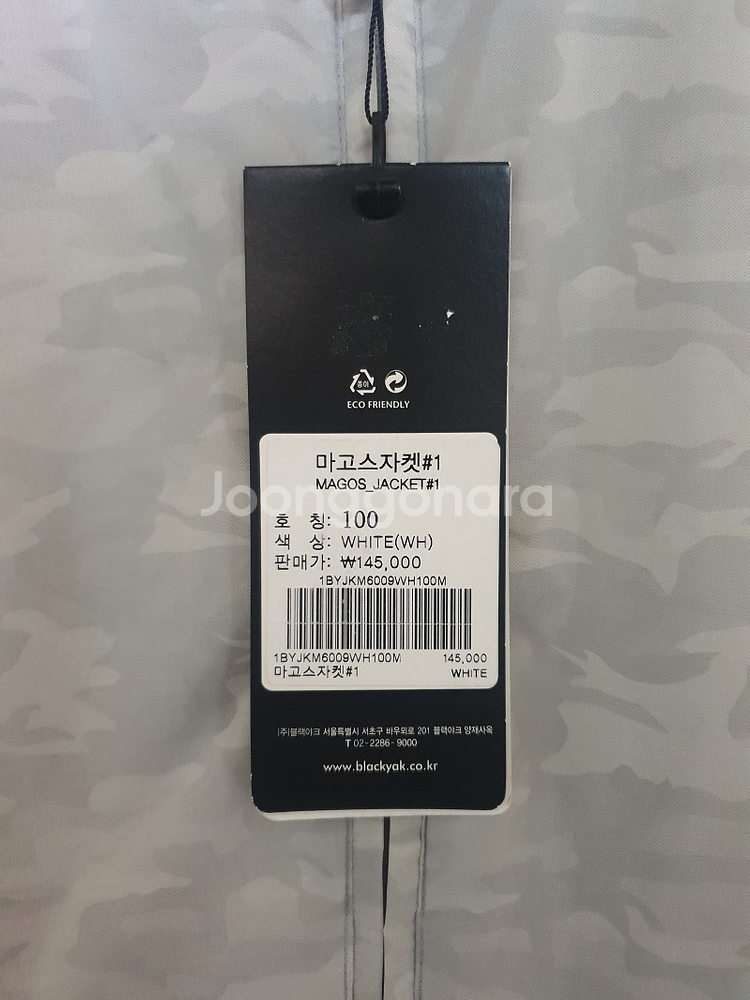 종이
ECO FRIENDLY
마고스자켓#1
MAGOS_JACKET#1
Joonggonara
호 칭: 100
색 상: WHITE(WH)
판매가: ₩145,000
1BYJKM6009WH100M
1BYJKM6009WH100M 145,000
마고스자켓#1 WHITE
(주)블랙야크 서울특별시 서초구 바우뫼로 201 블랙야크 양재사옥
T 02-2286-9000
www.blackyak.co.kr